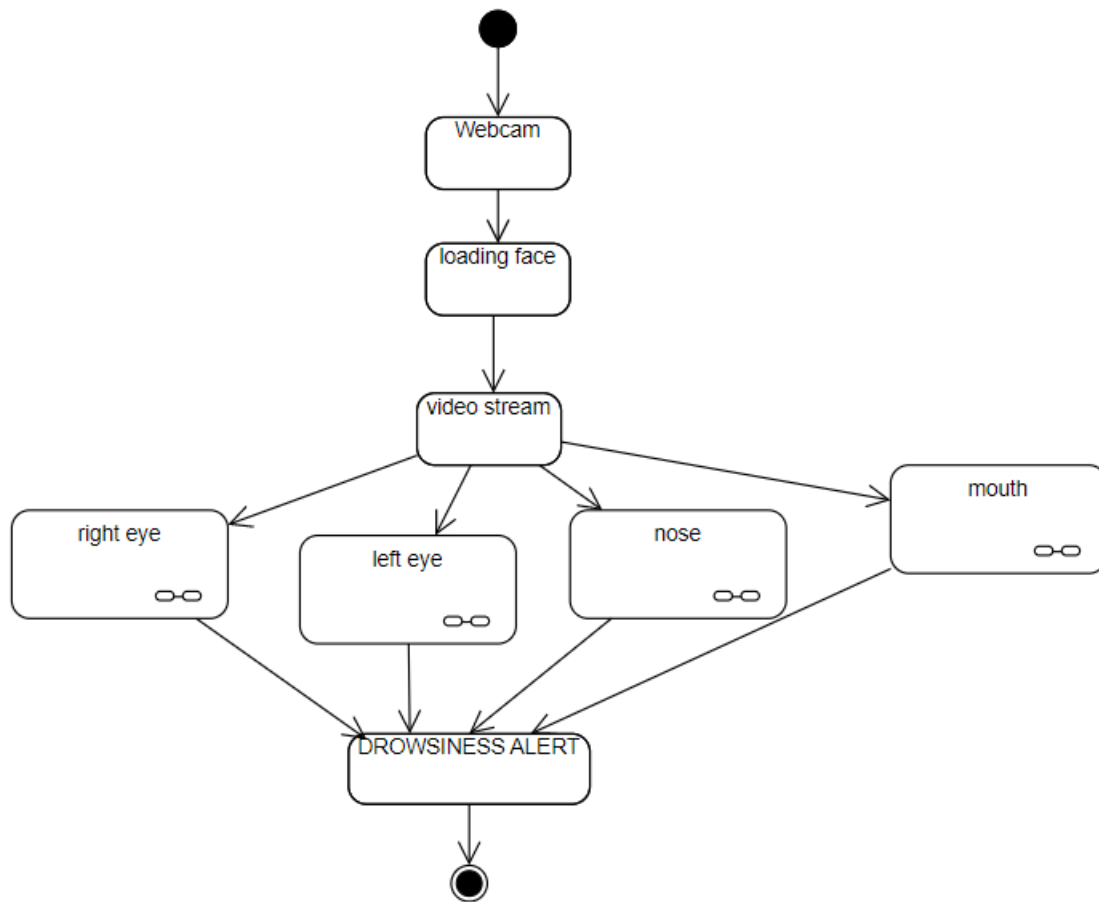 Webcam
loading face
video stream
mouth
right eye
nose
left eye
DROWSINESS ALERT